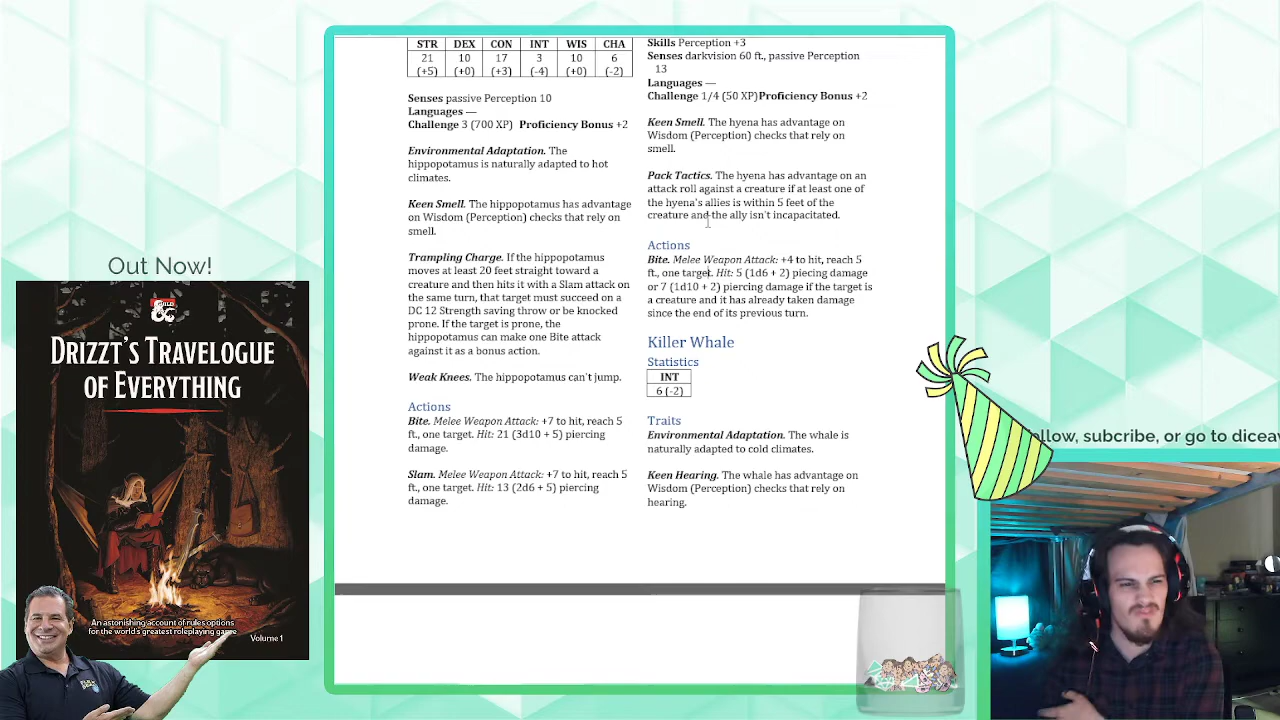 Out Now!
DRIZZT'S TRAVELOGUE
OF EVERYTHING
An astonishing account of rules options
for the world's greatest roleplaying game
Volume 1
STR DEX CON INT WIS CHA
21 10 17 3 10 6
(+5) (+0) (+3) (-4) (+0) (-2)
Senses passive Perception 10
Languages —
Challenge 3 (700 XP) Proficiency Bonus +2
Environmental Adaptation. The
hippopotamus is naturally adapted to hot
climates.
Keen Smell. The hippopotamus has advantage
on Wisdom (Perception) checks that rely on
smell.
Trampling Charge. If the hippopotamus
moves at least 20 feet straight toward a
creature and then hits it with a Slam attack on
the same turn, that target must succeed on a
DC 12 Strength saving throw or be knocked
prone. If the target is prone, the
hippopotamus can make one Bite attack
against it as a bonus action.
Weak Knees. The hippopotamus can't jump.
Actions
Bite. Melee Weapon Attack: +7 to hit, reach 5
ft., one target. Hit: 21 (3d10 + 5) piercing
damage.
Slam. Melee Weapon Attack: +7 to hit, reach 5
ft., one target. Hit: 13 (2d6 + 5) piercing
damage.
Skills Perception +3
Senses darkvision 60 ft., passive Perception
13
Languages —
Challenge 1/4 (50 XP)Proficiency Bonus +2
Keen Smell. The hyena has advantage on
Wisdom (Perception) checks that rely on
smell.
Pack Tactics. The hyena has advantage on an
attack roll against a creature if at least one of
the hyena's allies is within 5 feet of the
creature and the ally isn't incapacitated.
Actions
Bite. Melee Weapon Attack: +4 to hit, reach 5
ft., one target. Hit: 5 (1d6 + 2) piecing damage
or 7 (1d10 + 2) piercing damage if the target is
a creature and it has already taken damage
since the end of its previous turn.
Killer Whale
Statistics
INT
6 (-2)
Traits
Environmental Adaptation. The whale is
naturally adapted to cold climates.
Keen Hearing. The whale has advantage on
Wisdom (Perception) checks that rely on
hearing.
ollow, subcribe, or go to diceav